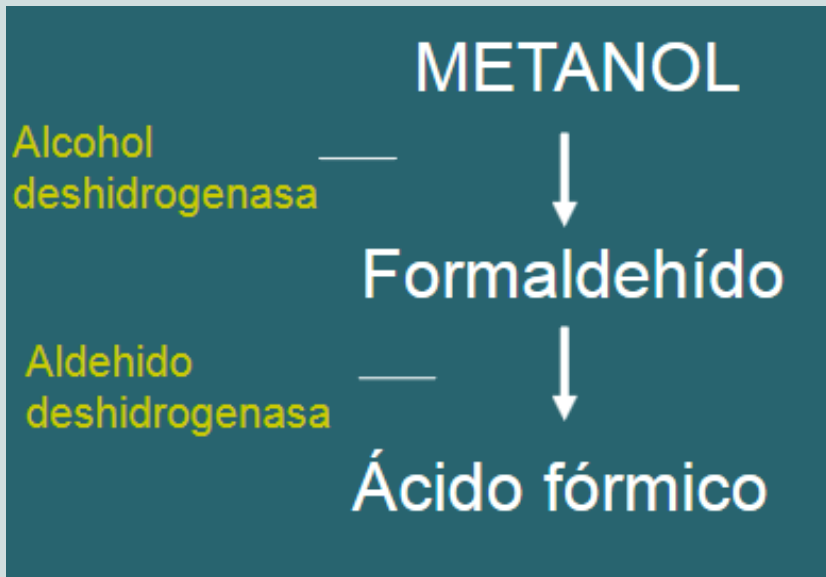 METANOL
Alcohol
deshidrogenasa
Formaldehído
Aldehido
deshidrogenasa
Ácido fórmico